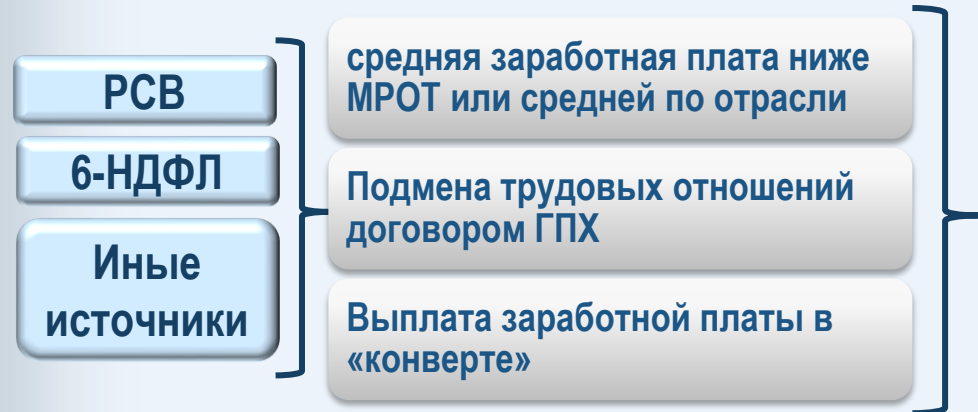 РСВ
6-НДФЛ
Иные
источники
средняя заработная плата ниже
МРОТ или средней по отрасли
Подмена трудовых отношений
договором ГПХ
Выплата заработной платы в
«конверте»